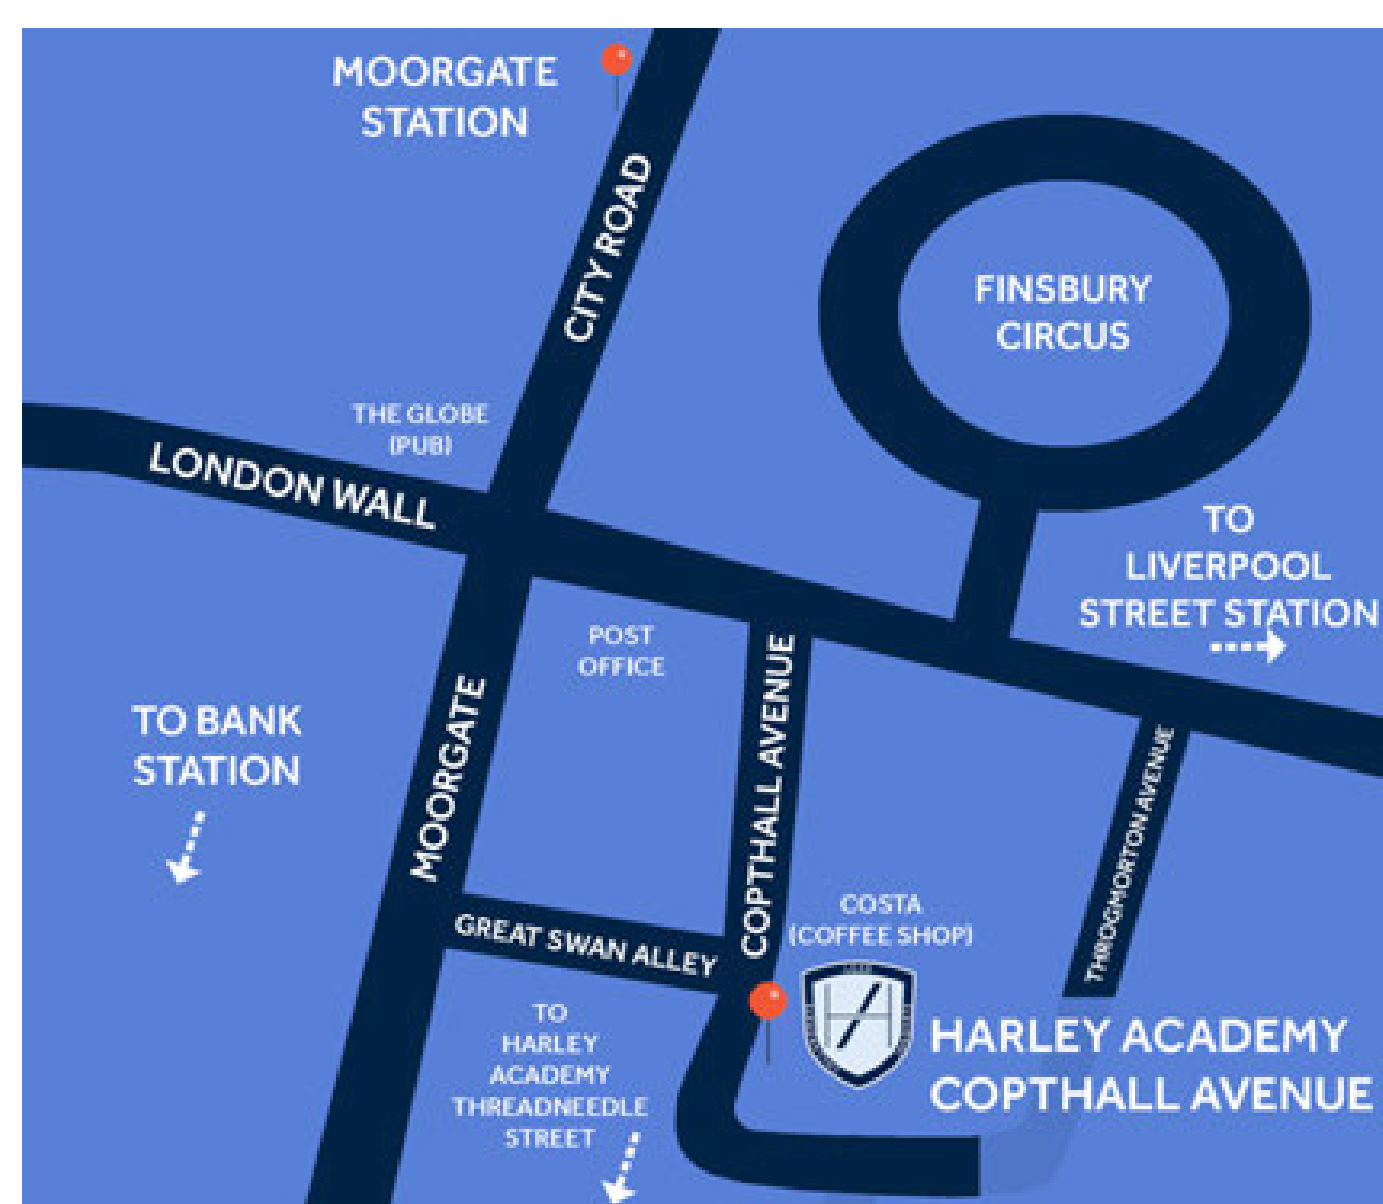 MOORGATE
STATION
CITY ROAD
FINSBURY
CIRCUS
THE GLOBE
(PUB)
LONDON WALL
TO
LIVERPOOL
STREET STATION
POST
OFFICE
TO BANK
STATION
MOORGATE
COPTHALL AVENUE
THROGMORTON AVENUE
COSTA
(COFFEE SHOP)
GREAT SWAN ALLEY
TO
HARLEY
ACADEMY
THREADNEEDLE
STREET
HARLEY ACADEMY
COPTHALL AVENUE